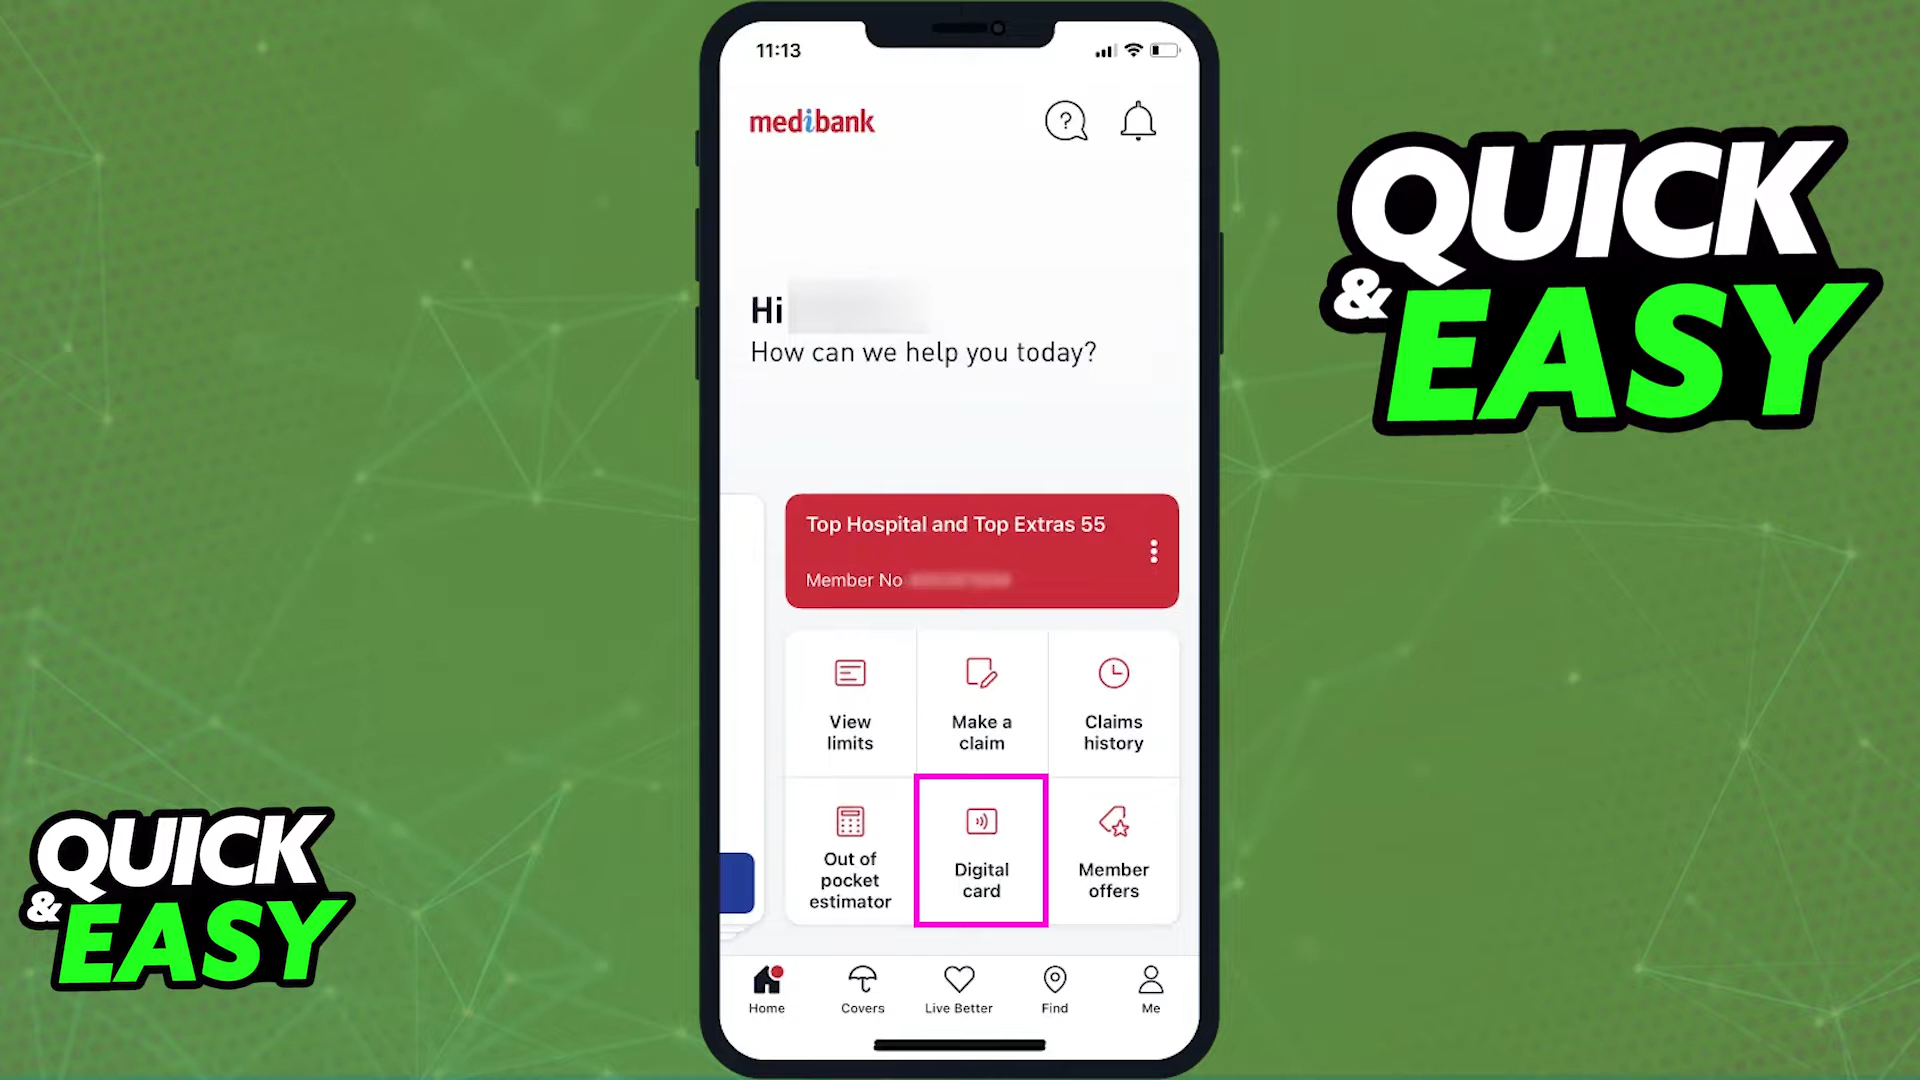 11:13
medibank
?
Hi
How can we help you today?
Top Hospital and Top Extras 55
Member No
View
limits
Make a
claim
Claims
history
Out of
pocket
estimator
Digital
card
Member
offers
Home
Covers
Live Better
Find
Me
QUICK
& EASY
QUICK
& EASY